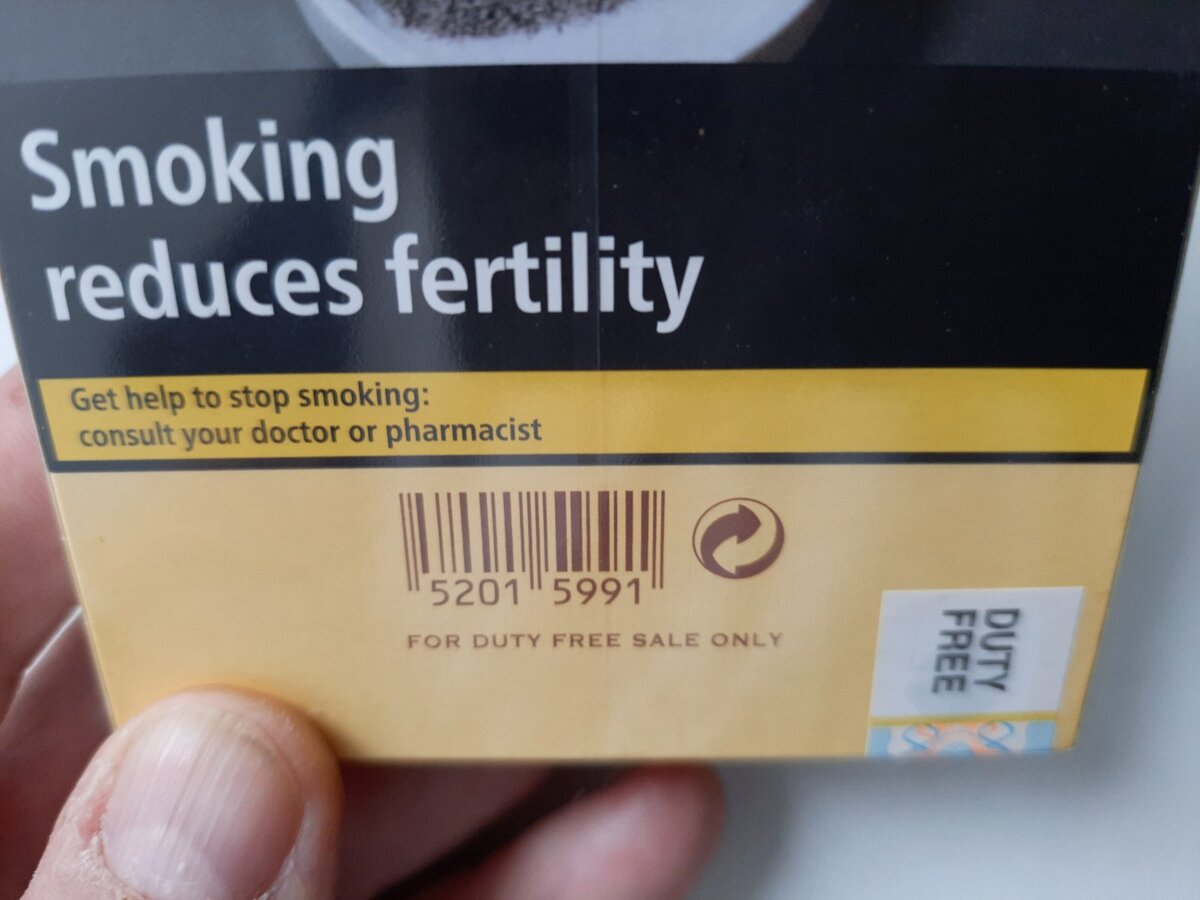 Smoking
reduces fertility
Get help to stop smoking:
consult your doctor or pharmacist
5201 5991
FOR DUTY FREE SALE ONLY
DUTY
FREE